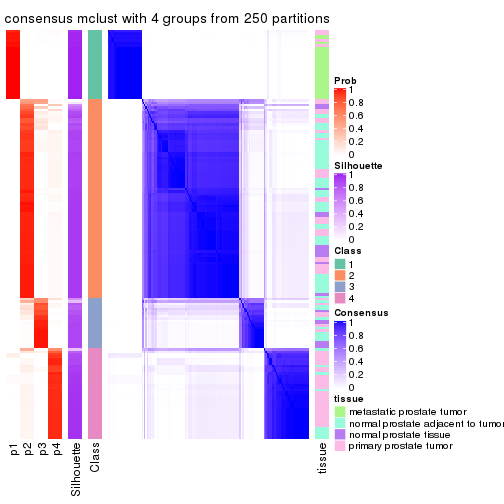 consensus mclust with 4 groups from 250 partitions
Prob
1
0.8
0.6
0.4
0.2
0
Silhouette
1
0.8
0.6
0.4
0.2
0
Class
1
2
3
4
Consensus
1
0.8
0.6
0.4
0.2
0
tissue
metastatic prostate tumor
normal prostate adjacent to tumor
normal prostate tissue
primary prostate tumor
p1
p2
p3
p4
Silhouette
Class
tissue